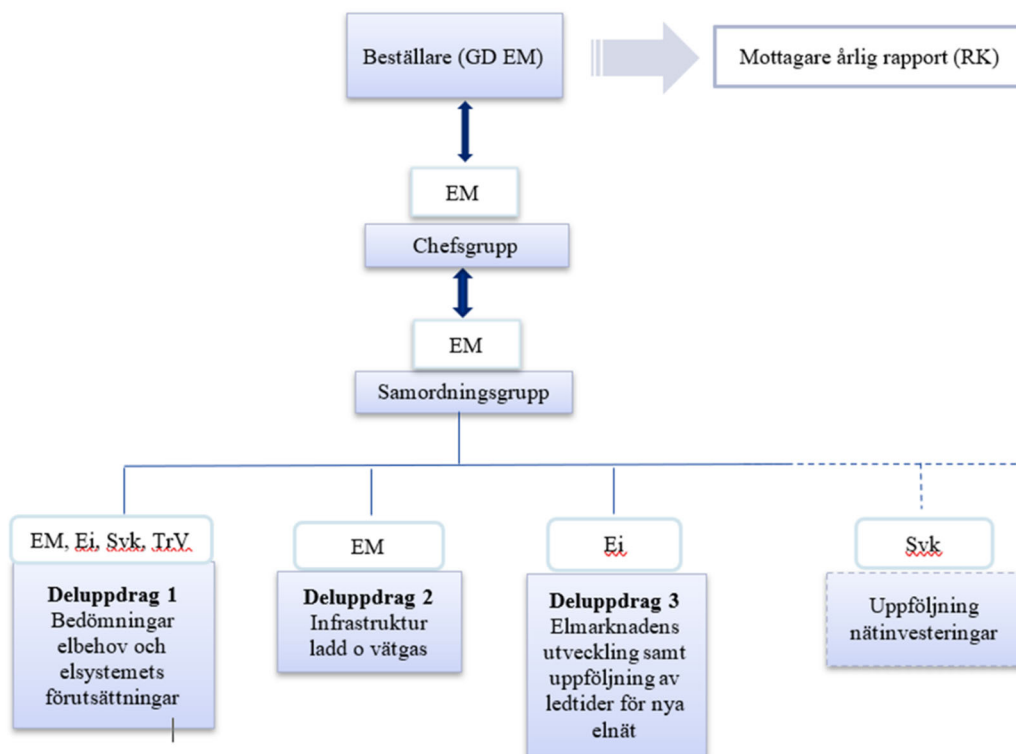 Beställare (GD EM)
Mottagare årlig rapport (RK)
EM
Chefsgrupp
EM
Samordningsgrupp
EM, Ei, Svk, TrV
Deluppdrag 1
Bedömningar
elbehov och
elsystemets
förutsättningar
EM
Deluppdrag 2
Infrastruktur
ladd o vätgas
Ei
Deluppdrag 3
Elmarknadens
utveckling samt
uppföljning av
ledtider för nya
elnät
Svk
Uppföljning
nätinvesteringar